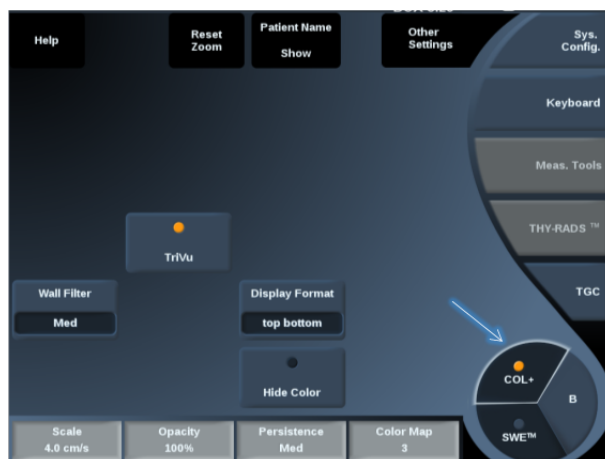 Help
Reset
Zoom
Patient Name
Show
Other
Settings
Sys.
Config.
Keyboard
Meas. Tools
THY-RADS ™
TGC
TriVu
Wall Filter
Med
Display Format
top bottom
Hide Color
COL+
B
SWE™
Scale
4.0 cm/s
Opacity
100%
Persistence
Med
Color Map
3